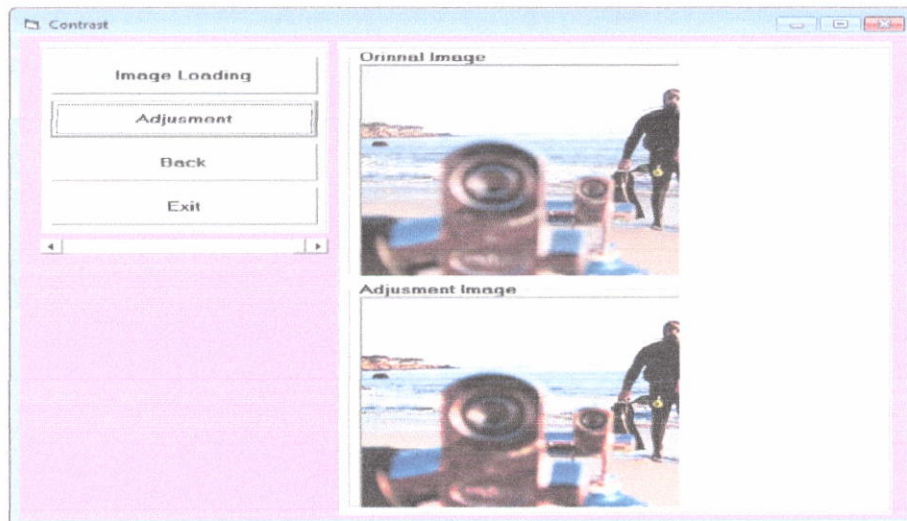 Contrast
Image Loading
Adjusment
Back
Exit
Orinnal Image
Adjusment Image